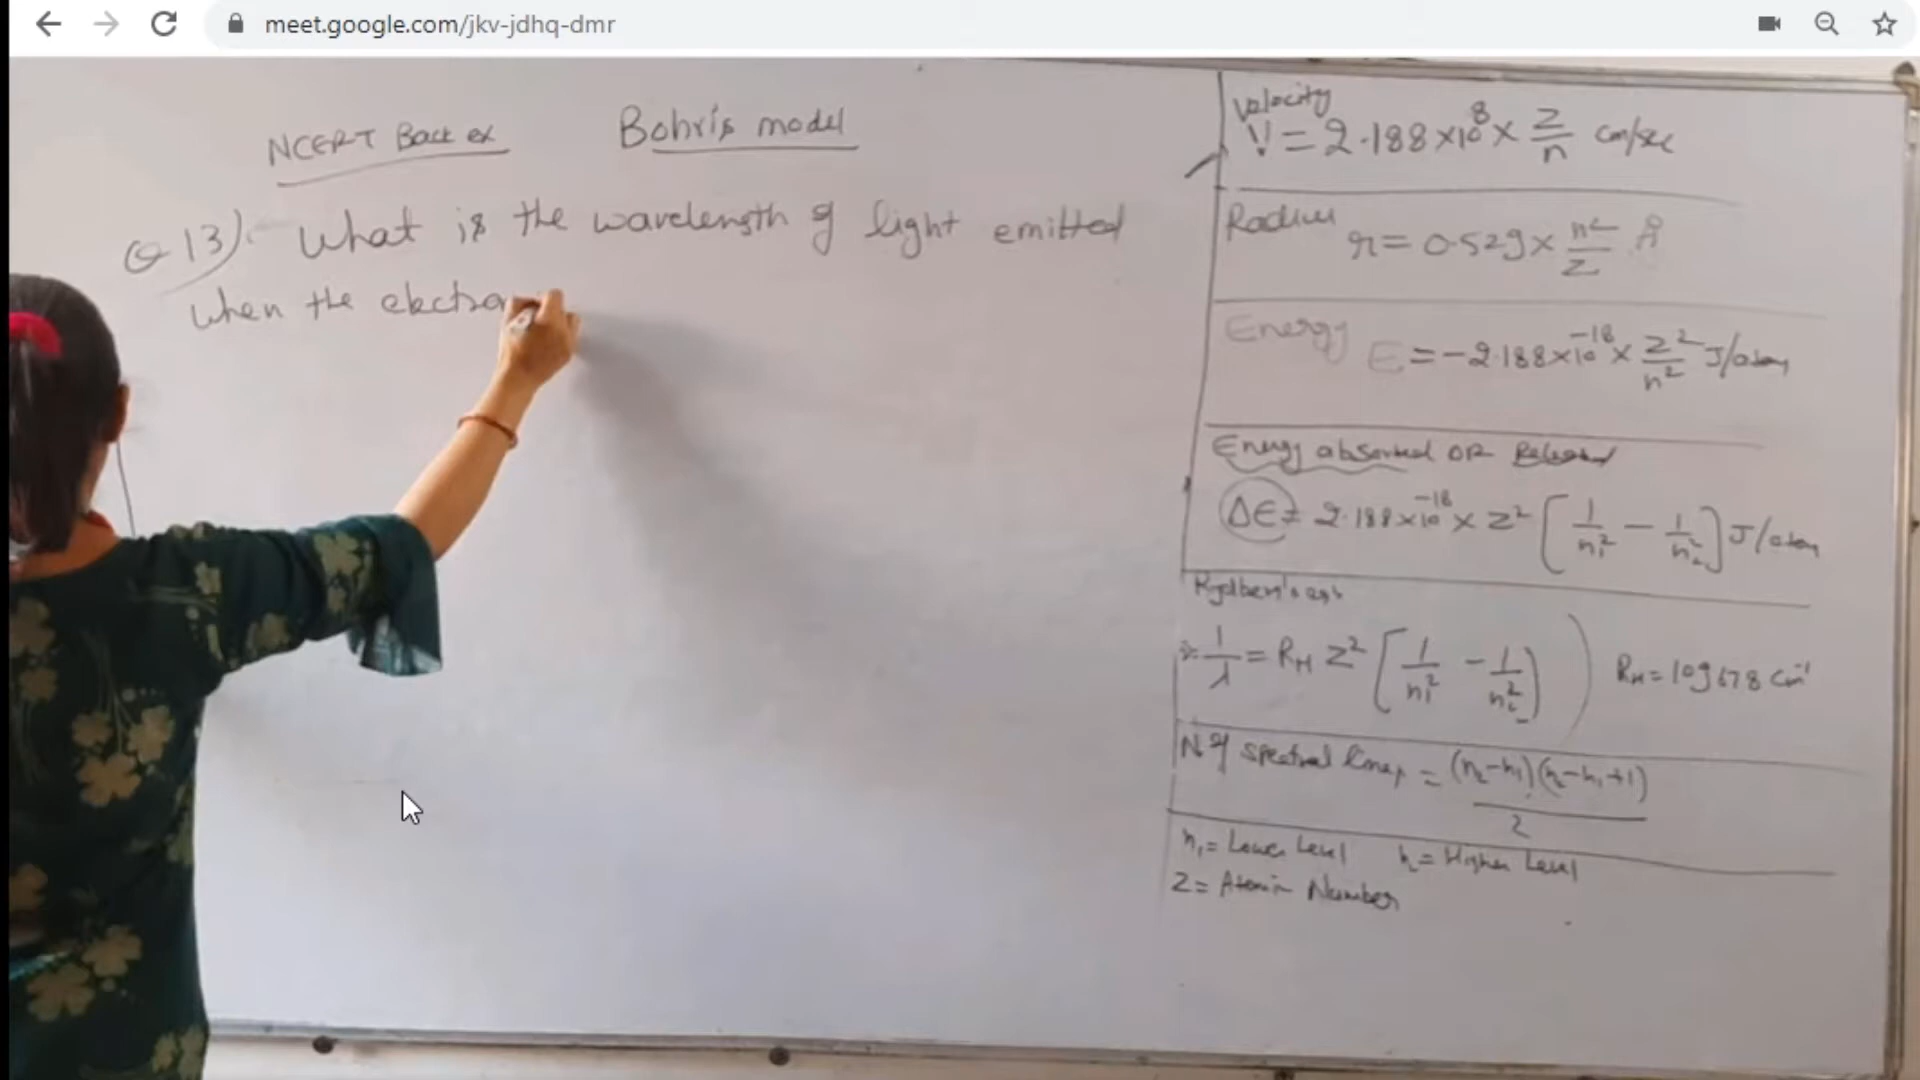 meet.google.com/jkv-jdhq-dmr
NCERT Back ex
Bohr's model
Q 13). What is the wavelength of light emitted
when the electro
Velocity
V = 2.188 × 10⁸ × Z/n cm/sec
Radius r = 0.529 × n²/Z Å
Energy E = -2.188 × 10⁻¹⁸ × Z²/n² J/atom
Energy absorbed OR Released
ΔE = 2.188 × 10⁻¹⁸ × Z² [1/n₁² - 1/n₂²] J/atom
1/λ = R_H Z² [1/n₁² - 1/n₂²] R_H = 109678 cm⁻¹
N of spectral lines = (n₂-n₁)(n₂-n₁+1)/2
n₁ = Lower Level n₂ = Higher Level
Z = Atomic Number